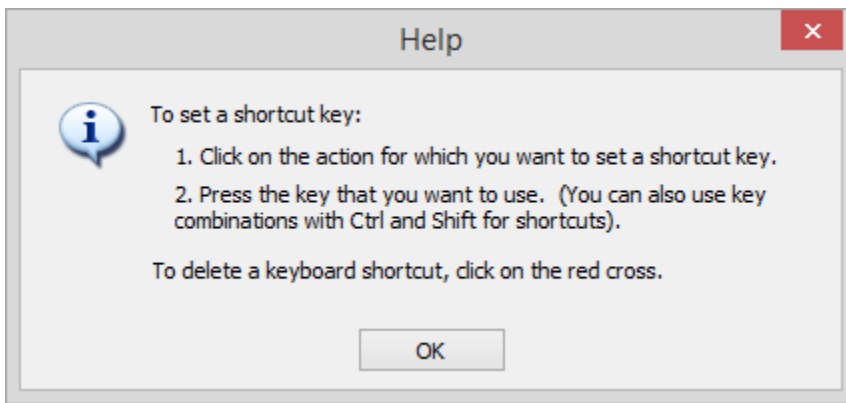 Help
To set a shortcut key:
1. Click on the action for which you want to set a shortcut key.
2. Press the key that you want to use.  (You can also use key
combinations with Ctrl and Shift for shortcuts).
To delete a keyboard shortcut, click on the red cross.
OK